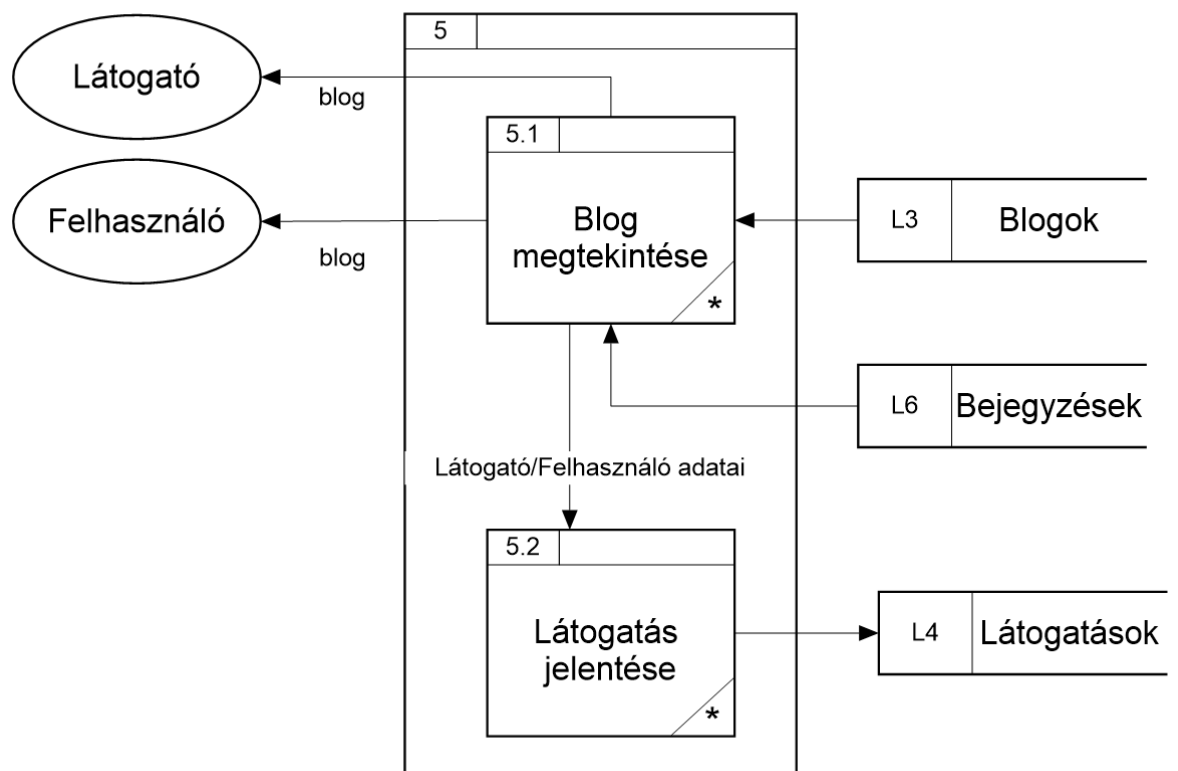 5
Látogató
blog
5.1
Felhasználó
blog
Blog
megtekintése
*
L3
Blogok
L6
Bejegyzések
Látogató/Felhasználó adatai
5.2
Látogatás
jelentése
*
L4
Látogatások